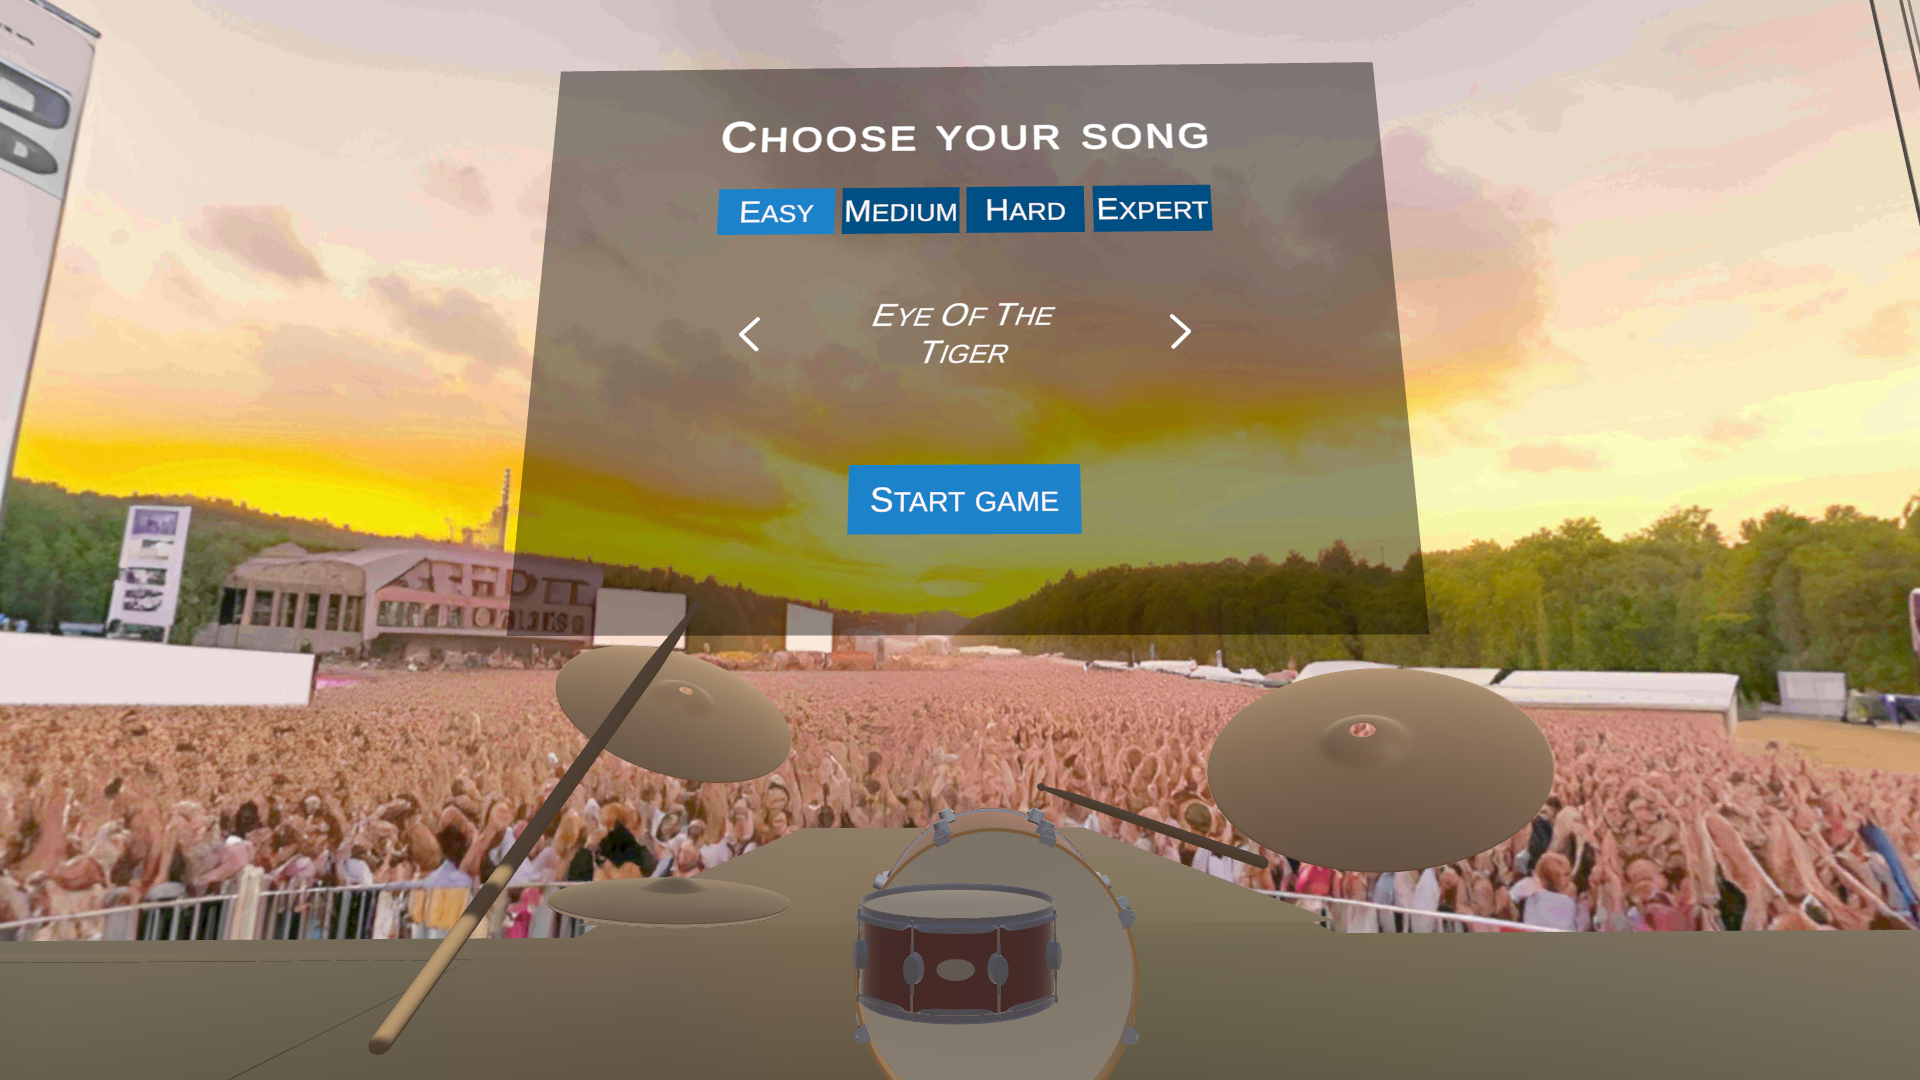 Choose your song
Easy Medium Hard Expert
< Eye Of The >
Tiger
Start game